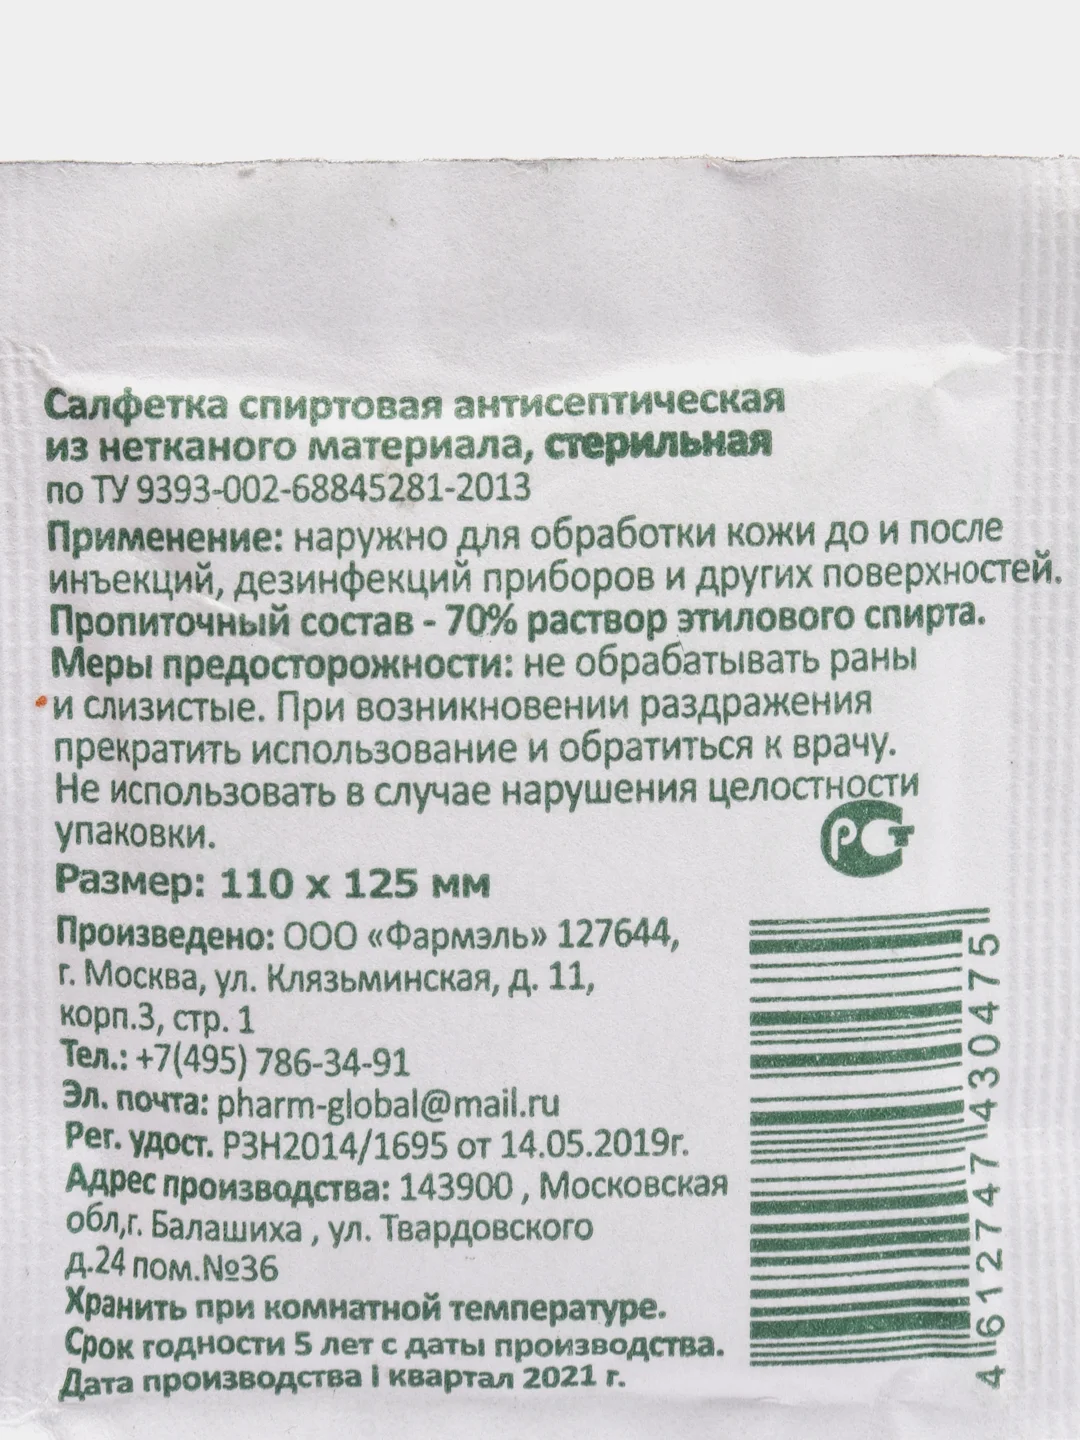 Салфетка спиртовая антисептическая
из нетканого материала, стерильная
по ТУ 9393-002-68845281-2013
Применение: наружно для обработки кожи до и после
инъекций, дезинфекций приборов и других поверхностей.
Пропиточный состав - 70% раствор этилового спирта.
Меры предосторожности: не обрабатывать раны
и слизистые. При возникновении раздражения
прекратить использование и обратиться к врачу.
Не использовать в случае нарушения целостности
упаковки.
РСТ
Размер: 110 х 125 мм
Произведено: ООО «Фармэль» 127644,
г. Москва, ул. Клязьминская, д. 11,
корп.3, стр. 1
Тел.: +7(495) 786-34-91
Эл. почта: pharm-global@mail.ru
Рег. удост. РЗН2014/1695 от 14.05.2019г.
Адрес производства: 143900 , Московская
обл,г. Балашиха , ул. Твардовского
д.24 пом.№36
Хранить при комнатной температуре.
Срок годности 5 лет с даты производства.
Дата производства I квартал 2021 г.
4 612747 430475